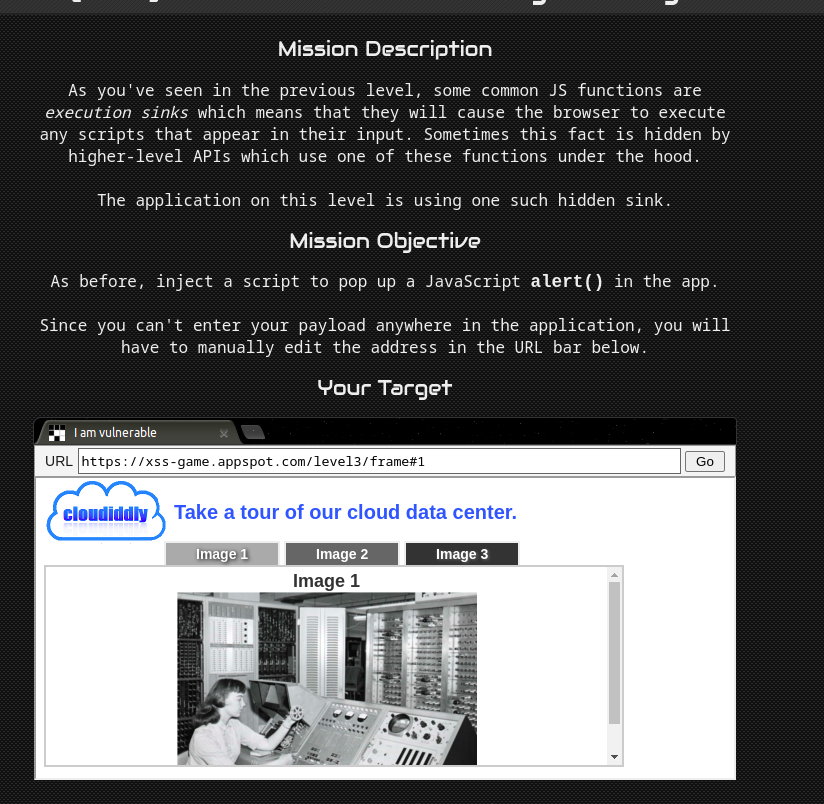 Mission Description
As you've seen in the previous level, some common JS functions are
execution sinks which means that they will cause the browser to execute
any scripts that appear in their input. Sometimes this fact is hidden by
higher-level APIs which use one of these functions under the hood.
The application on this level is using one such hidden sink.
Mission Objective
As before, inject a script to pop up a JavaScript alert() in the app.
Since you can't enter your payload anywhere in the application, you will
have to manually edit the address in the URL bar below.
Your Target
I am vulnerable
URL https://xss-game.appspot.com/level3/frame#1 Go
cloudiddly Take a tour of our cloud data center.
Image 1 Image 2 Image 3
Image 1